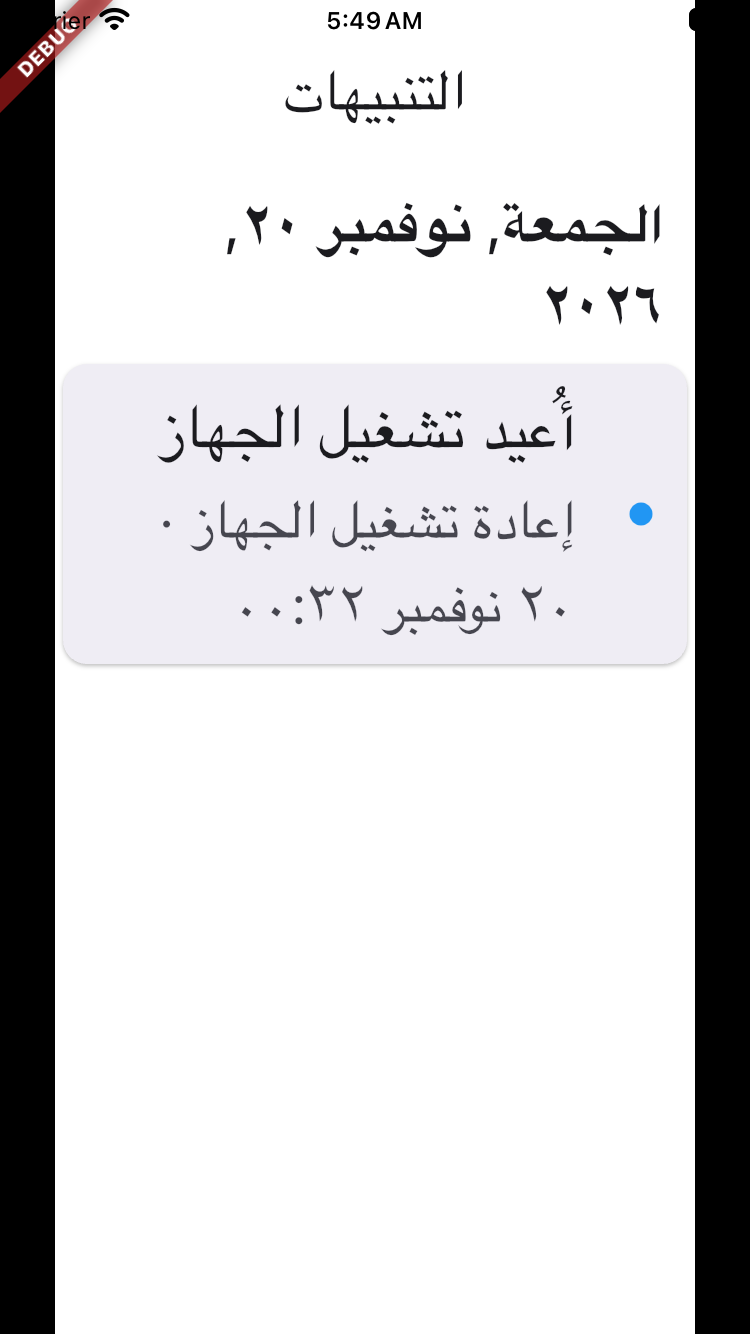 rier 5:49 AM
DEBUG
التنبيهات
الجمعة, نوفمبر ٢٠,
٢٠٢٦
أُعيد تشغيل الجهاز
إعادة تشغيل الجهاز ·
٢٠ نوفمبر ٠٠:٣٢